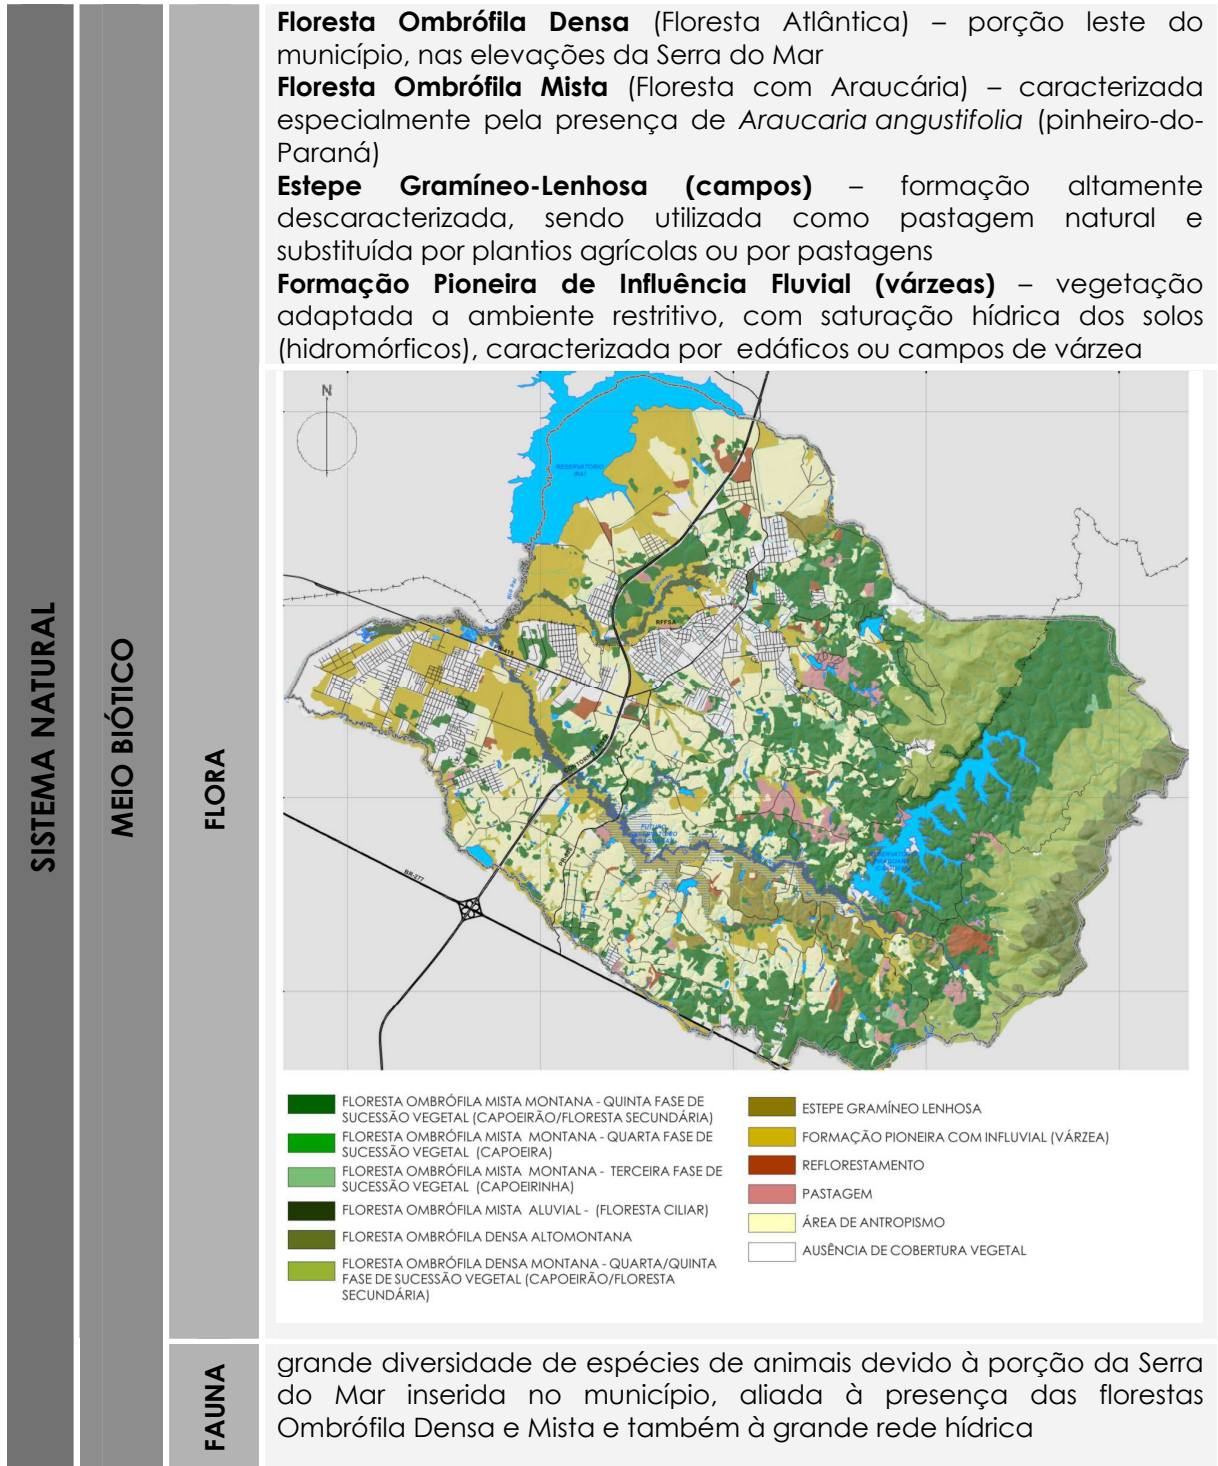 SISTEMA NATURAL
MEIO BIÓTICO
FLORA
Floresta Ombrófila Densa (Floresta Atlântica) – porção leste do
município, nas elevações da Serra do Mar
Floresta Ombrófila Mista (Floresta com Araucária) – caracterizada
especialmente pela presença de Araucaria angustifolia (pinheiro-do-
Paraná)
Estepe Gramíneo-Lenhosa (campos) – formação altamente
descaracterizada, sendo utilizada como pastagem natural e
substituída por plantios agrícolas ou por pastagens
Formação Pioneira de Influência Fluvial (várzeas) – vegetação
adaptada a ambiente restritivo, com saturação hídrica dos solos
(hidromórficos), caracterizada por edáficos ou campos de várzea
N
RESERVATORIO
IRAÍ
Rio Iraí
RFFSA
PR-415
CONTORNO LESTE
FUTURO
BR-277
FLORESTA OMBRÓFILA MISTA MONTANA - QUINTA FASE DE
SUCESSÃO VEGETAL (CAPOEIRÃO/FLORESTA SECUNDÁRIA)
FLORESTA OMBRÓFILA MISTA MONTANA - QUARTA FASE DE
SUCESSÃO VEGETAL (CAPOEIRA)
FLORESTA OMBRÓFILA MISTA MONTANA - TERCEIRA FASE DE
SUCESSÃO VEGETAL (CAPOEIRINHA)
FLORESTA OMBRÓFILA MISTA ALUVIAL - (FLORESTA CILIAR)
FLORESTA OMBRÓFILA DENSA ALTOMONTANA
FLORESTA OMBRÓFILA DENSA MONTANA - QUARTA/QUINTA
FASE DE SUCESSÃO VEGETAL (CAPOEIRÃO/FLORESTA
SECUNDÁRIA)
ESTEPE GRAMÍNEO LENHOSA
FORMAÇÃO PIONEIRA COM INFLUVIAL (VÁRZEA)
REFLORESTAMENTO
PASTAGEM
ÁREA DE ANTROPISMO
AUSÊNCIA DE COBERTURA VEGETAL
FAUNA
grande diversidade de espécies de animais devido à porção da Serra
do Mar inserida no município, aliada à presença das florestas
Ombrófila Densa e Mista e também à grande rede hídrica